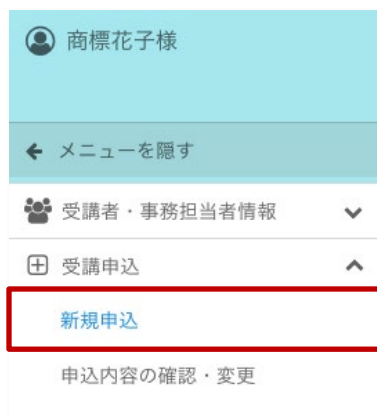 商標花子様
メニューを隠す
受講者・事務担当者情報
受講申込
新規申込
申込内容の確認・変更